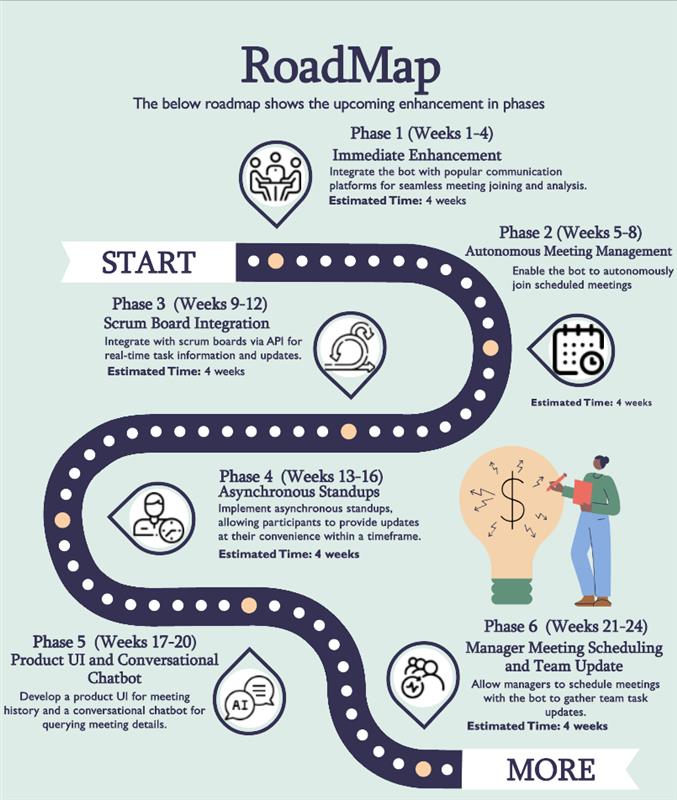 RoadMap
The below roadmap shows the upcoming enhancement in phases
Phase 1 (Weeks 1-4)
Immediate Enhancement
Integrate the bot with popular communication
platforms for seamless meeting joining and analysis.
Estimated Time: 4 weeks
START
Phase 2 (Weeks 5-8)
Autonomous Meeting Management
Enable the bot to autonomously
join scheduled meetings
Estimated Time: 4 weeks
Phase 3 (Weeks 9-12)
Scrum Board Integration
Integrate with scrum boards via API for
real-time task information and updates.
Estimated Time: 4 weeks
Phase 4 (Weeks 13-16)
Asynchronous Standups
Implement asynchronous standups,
allowing participants to provide updates
at their convenience within a timeframe.
Estimated Time: 4 weeks
$
Phase 5 (Weeks 17-20)
Product UI and Conversational
Chatbot
Develop a product UI for meeting
history and a conversational chatbot for
querying meeting details.
AI
Phase 6 (Weeks 21-24)
Manager Meeting Scheduling
and Team Update
Allow managers to schedule meetings
with the bot to gather team task
updates.
Estimated Time: 4 weeks
MORE